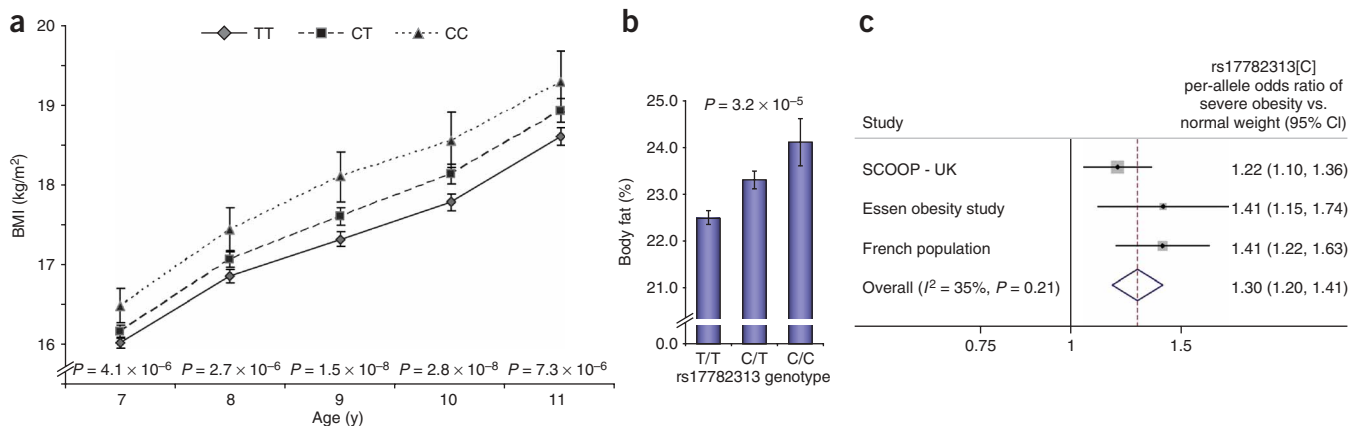 a
20
19
18
17
16
BMI (kg/m²)
TT CT CC
P = 4.1 × 10⁻⁶ P = 2.7 × 10⁻⁶ P = 1.5 × 10⁻⁸ P = 2.8 × 10⁻⁸ P = 7.3 × 10⁻⁶
7 8 9 10 11
Age (y)
b
25.0
24.0
23.0
22.0
21.0
0.0
Body fat (%)
P = 3.2 × 10⁻⁵
T/T C/T C/C
rs17782313 genotype
c
rs17782313[C]
per-allele odds ratio of
severe obesity vs.
Study normal weight (95% CI)
SCOOP - UK 1.22 (1.10, 1.36)
Essen obesity study 1.41 (1.15, 1.74)
French population 1.41 (1.22, 1.63)
Overall (I² = 35%, P = 0.21) 1.30 (1.20, 1.41)
0.75 1 1.5